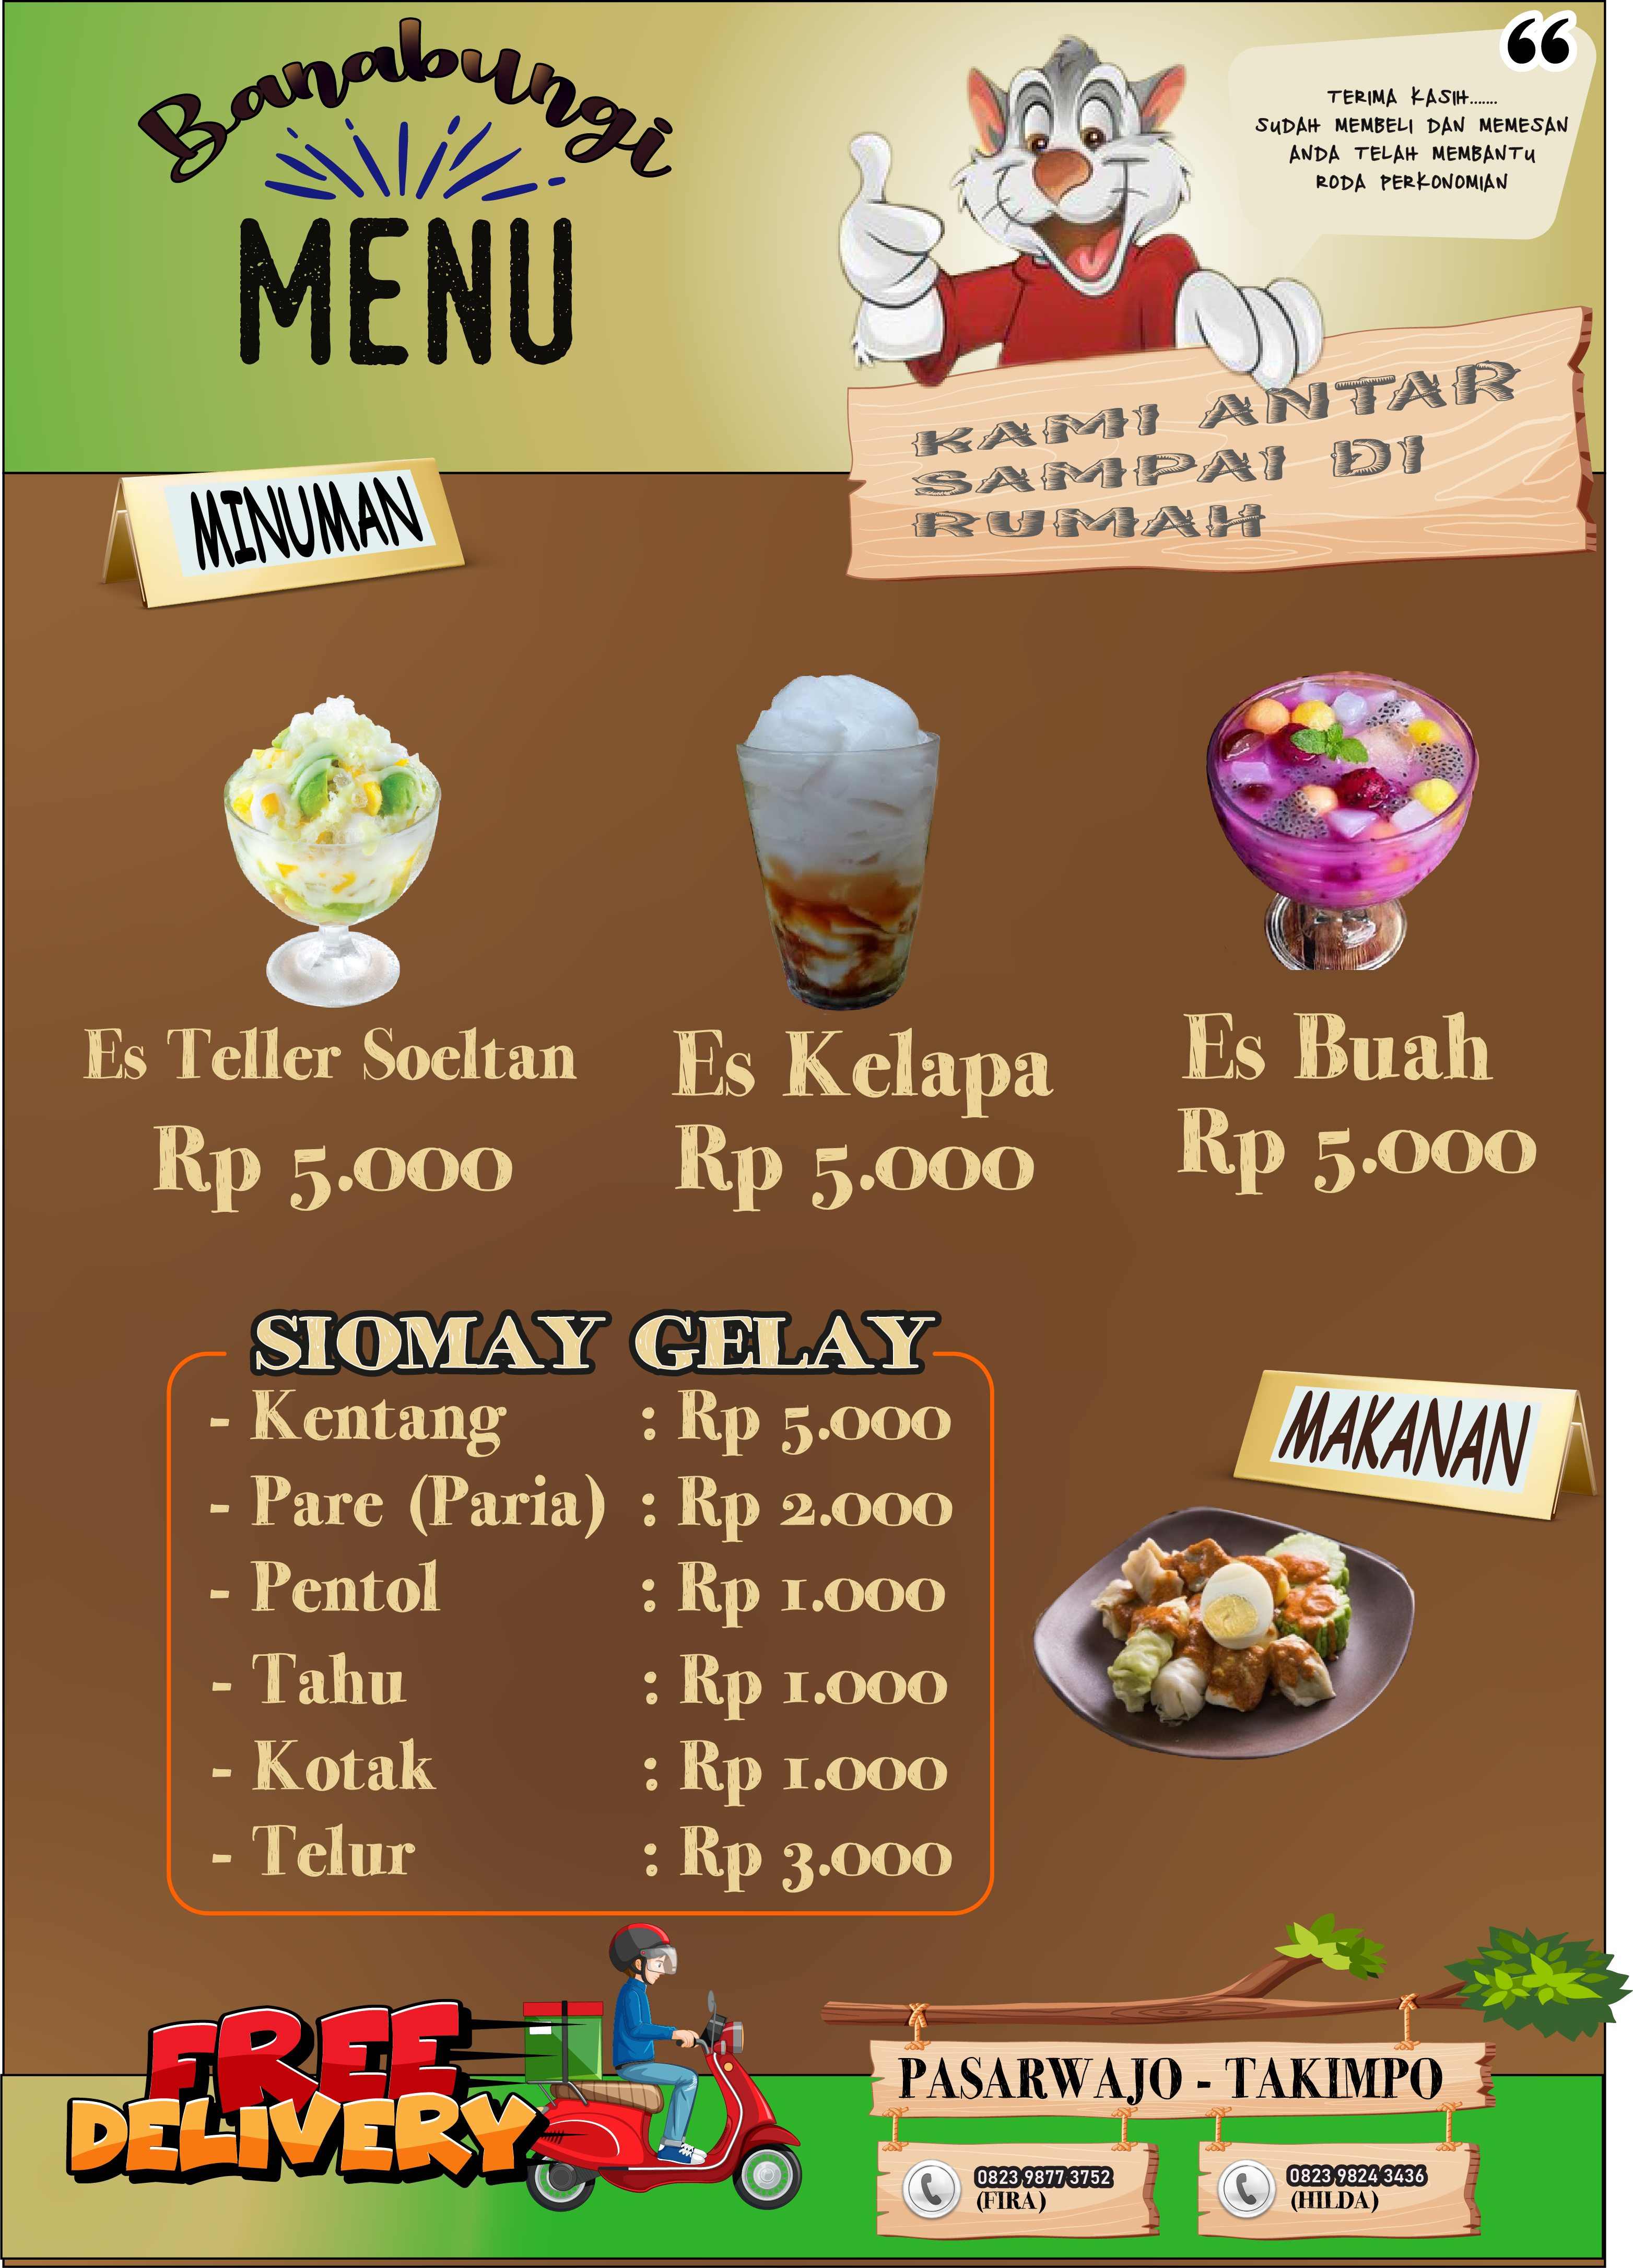 Banabungi
MENU
“
TERIMA KASIH.......
SUDAH MEMBELI DAN MEMESAN
ANDA TELAH MEMBANTU
RODA PERKONOMIAN
KAMI ANTAR
SAMPAI DI
RUMAH
MINUMAN
Es Teller Soeltan
Rp 5.000
Es Kelapa
Rp 5.000
Es Buah
Rp 5.000
SIOMAY GELAY
- Kentang : Rp 5.000
- Pare (Paria) : Rp 2.000
- Pentol : Rp 1.000
- Tahu : Rp 1.000
- Kotak : Rp 1.000
- Telur : Rp 3.000
MAKANAN
FREE
DELIVERY
PASARWAJO - TAKIMPO
0823 9877 3752
(FIRA)
0823 9824 3436
(HILDA)